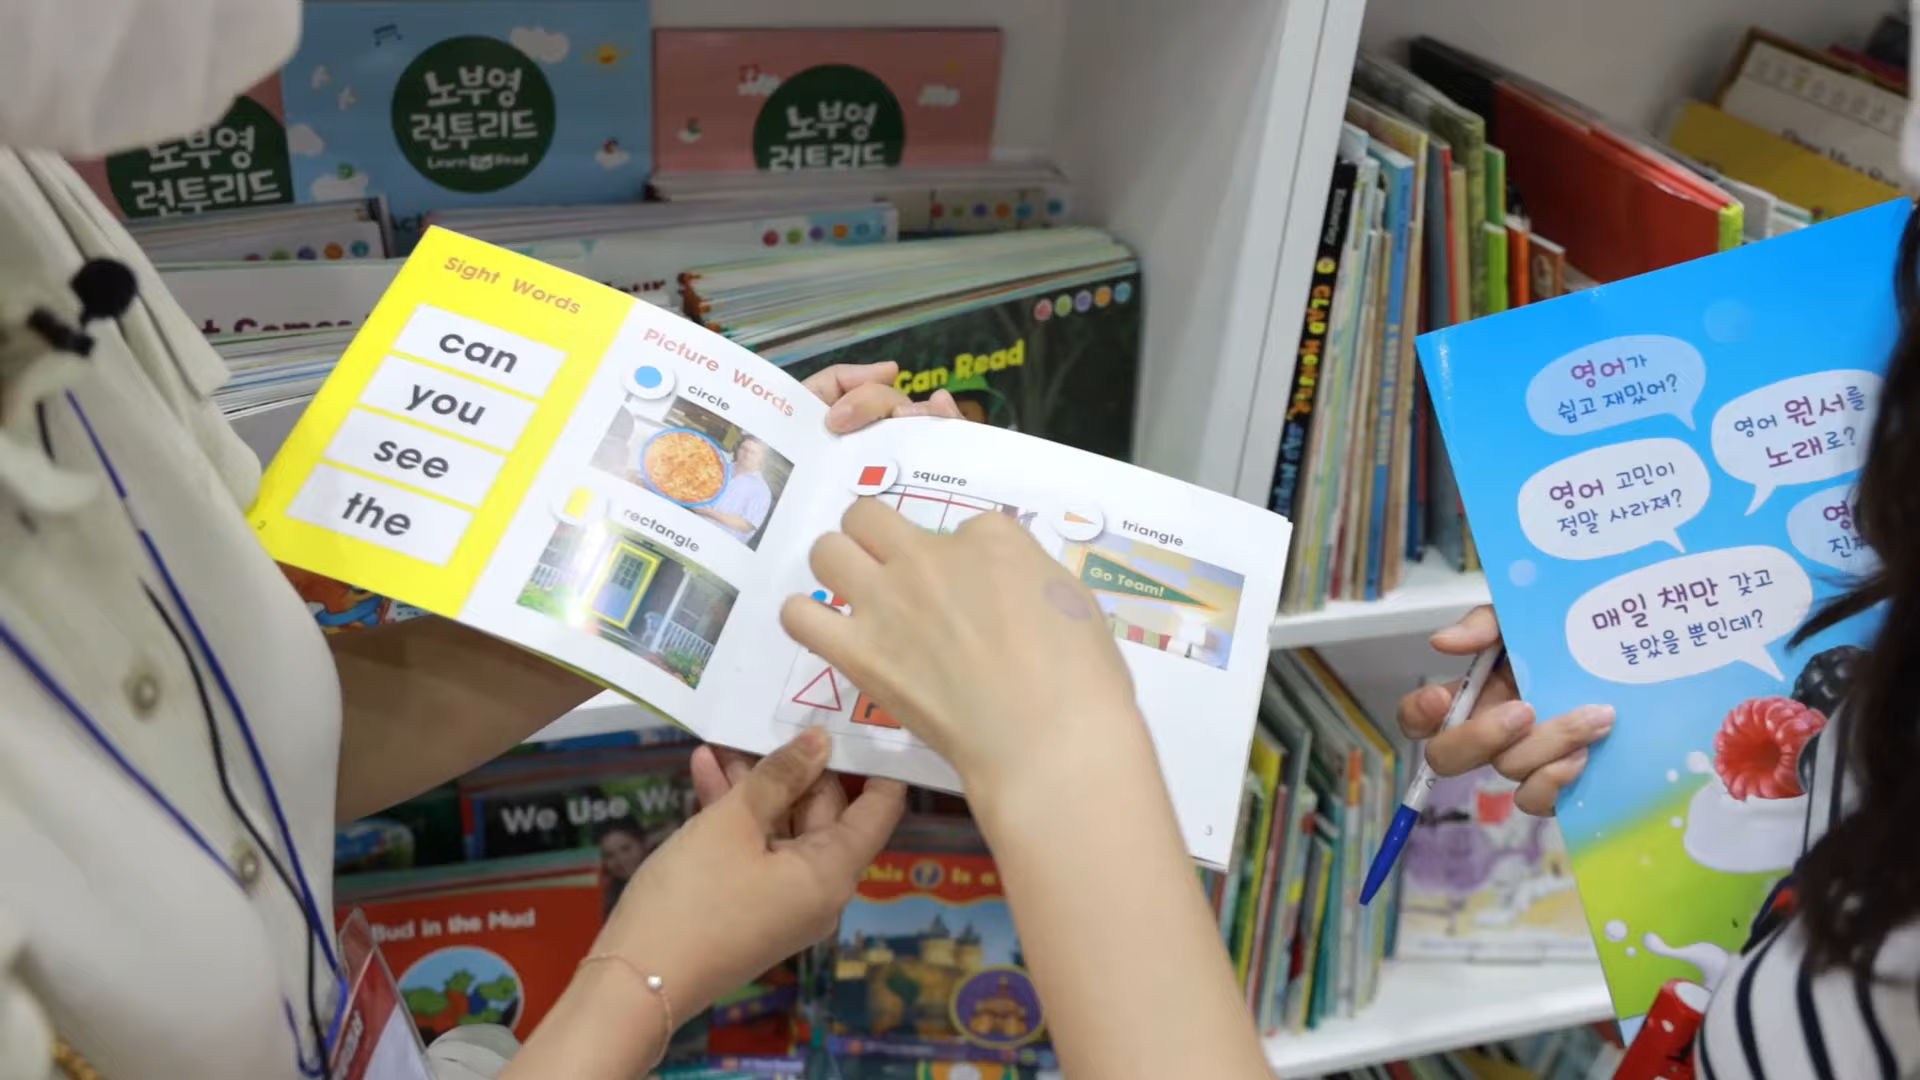 노부영
런투리드
노부영
런투리드
Learn to Read
노부영
런투리드
Sight Words
can
you
see
the
2
Picture Words
circle
rectangle
square
triangle
Go Team!
3
Can Read
영어가
쉽고 재밌어?
영어 원서를
노래로?
영어 고민이
정말 사라져?
매일 책만 갖고
놀았을 뿐인데?
We Use
Bud in the Mud
This Is a